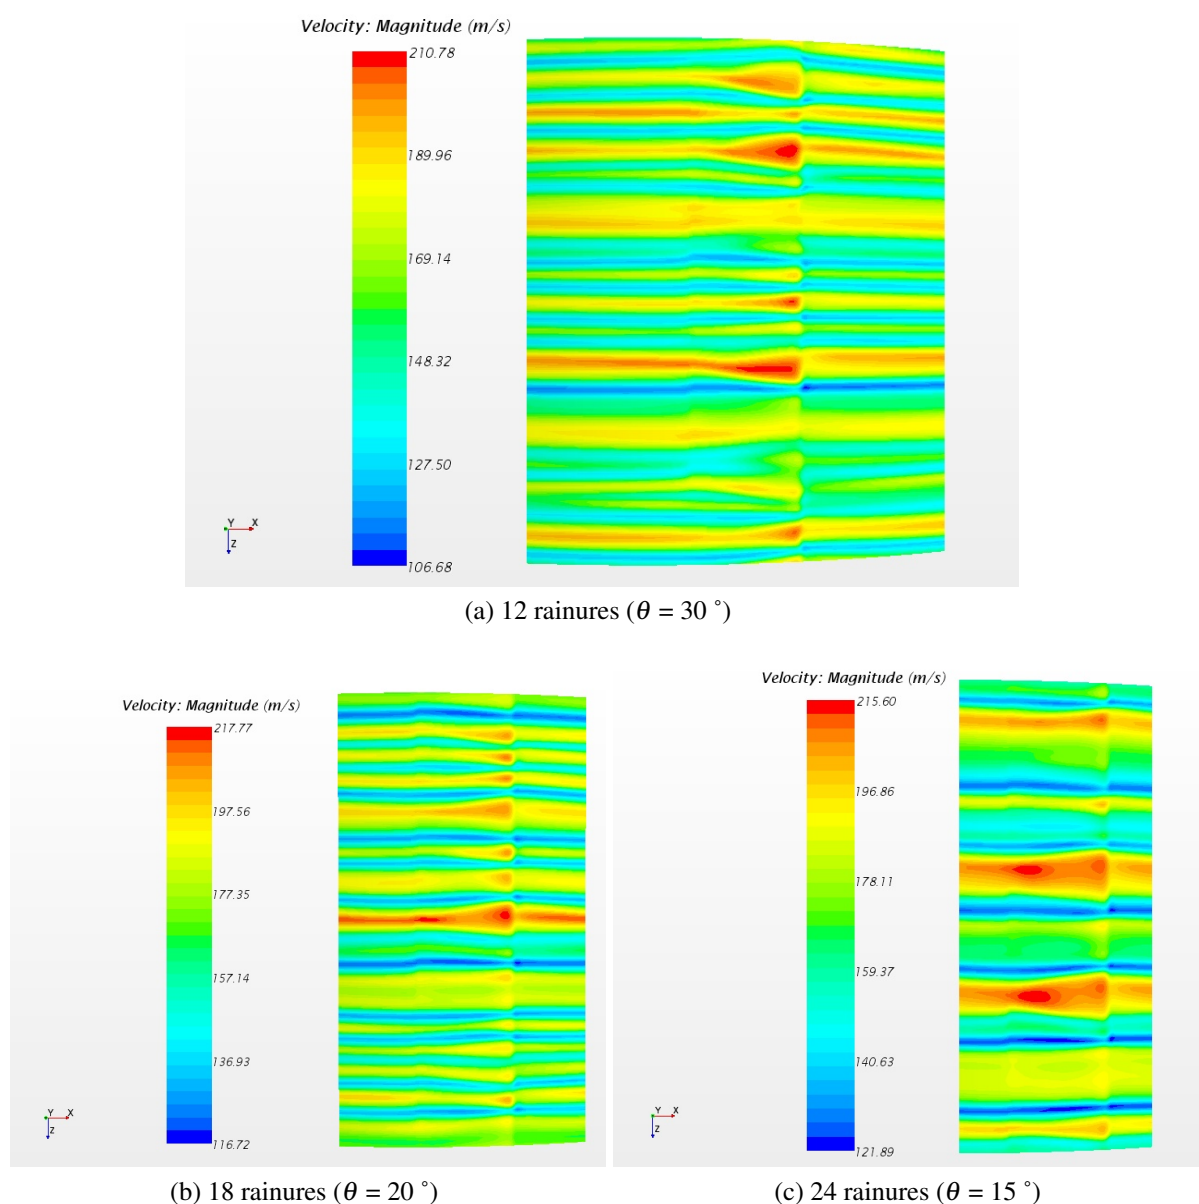 Velocity: Magnitude (m/s)
210.78
189.96
169.14
148.32
127.50
106.68
Y X
Z
(a) 12 rainures (θ = 30 °)
Velocity: Magnitude (m/s)
217.77
197.56
177.35
157.14
136.93
116.72
Y X
Z
(b) 18 rainures (θ = 20 °)
Velocity: Magnitude (m/s)
215.60
196.86
178.11
159.37
140.63
121.89
Y X
Z
(c) 24 rainures (θ = 15 °)